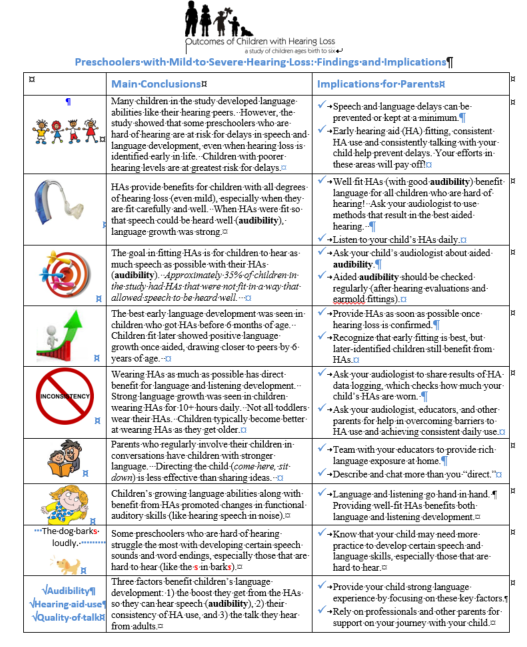 Outcomes of Children with Hearing Loss
a study of children ages birth to six
Preschoolers with Mild to Severe Hearing Loss: Findings and Implications
Main Conclusions
Implications for Parents
Many children in the study developed language
abilities like their hearing peers. However, the
study showed that some preschoolers who are
hard of hearing are at risk for delays in speech and
language development, even when hearing loss is
identified early in life. Children with poorer
hearing levels are at greatest risk for delays.
Speech and language delays can be
prevented or kept at a minimum.
Early hearing aid (HA) fitting, consistent
HA use and consistently talking with your
child help prevent delays. Your efforts in
these areas will pay off!
HAs provide benefits for children with all degrees
of hearing loss (even mild), especially when they
are fit carefully and well. When HAs were fit so
that speech could be heard well (audibility),
language growth was strong.
Well fit HAs (with good audibility) benefit
language for all children who are hard of
hearing! Ask your audiologist to use
methods that result in the best aided
hearing.
Listen to your child's HAs daily.
The goal in fitting HAs is for children to hear as
much speech as possible with their HAs
(audibility). Approximately 35% of children in
the study had HAs that were not fit in a way that
allowed speech to be heard well.
Ask your child's audiologist about aided
audibility.
Aided audibility should be checked
regularly (after hearing evaluations and
earmold fittings).
The best early language development was seen in
children who got HAs before 6 months of age.
Children fit later showed positive language
growth once aided, drawing closer to peers by 6
years of age.
Provide HAs as soon as possible once
hearing loss is confirmed.
Recognize that early fitting is best, but
later-identified children still benefit from
HAs.
INCONSISTENCY
Wearing HAs as much as possible has direct
benefit for language and listening development.
Strong language growth was seen in children
wearing HAs for 10+ hours daily. Not all toddlers
wear their HAs. Children typically become better
at wearing HAs as they get older.
Ask your audiologist to share results of HA
data logging, which checks how much your
child's HAs are worn.
Ask your audiologist, educators, and other
parents for help in overcoming barriers to
HA use and achieving consistent daily use.
Parents who regularly involve their children in
conversations have children with stronger
language. Directing the child (come here, sit
down) is less effective than sharing ideas.
Team with your educators to provide rich
language exposure at home.
Describe and chat more than you "direct."
Children's growing language abilities along with
benefit from HAs promoted changes in functional
auditory skills (like hearing speech in noise).
Language and listening go hand in hand.
Providing well-fit HAs benefits both
language and listening development.
The dog barks
loudly.
Some preschoolers who are hard of hearing
struggle the most with developing certain speech
sounds and word endings, especially those that are
hard to hear (like the s in barks).
Know that your child may need more
practice to develop certain speech and
language skills, especially those that are
hard to hear.
√Audibility
√Hearing aid use
√Quality of talk
Three factors benefit children's language
development: 1) the boost they get from the HAs
so they can hear speech (audibility), 2) their
consistency of HA use, and 3) the talk they hear
from adults.
Provide your child strong language
experience by focusing on these key factors.
Rely on professionals and other parents for
support on your journey with your child.